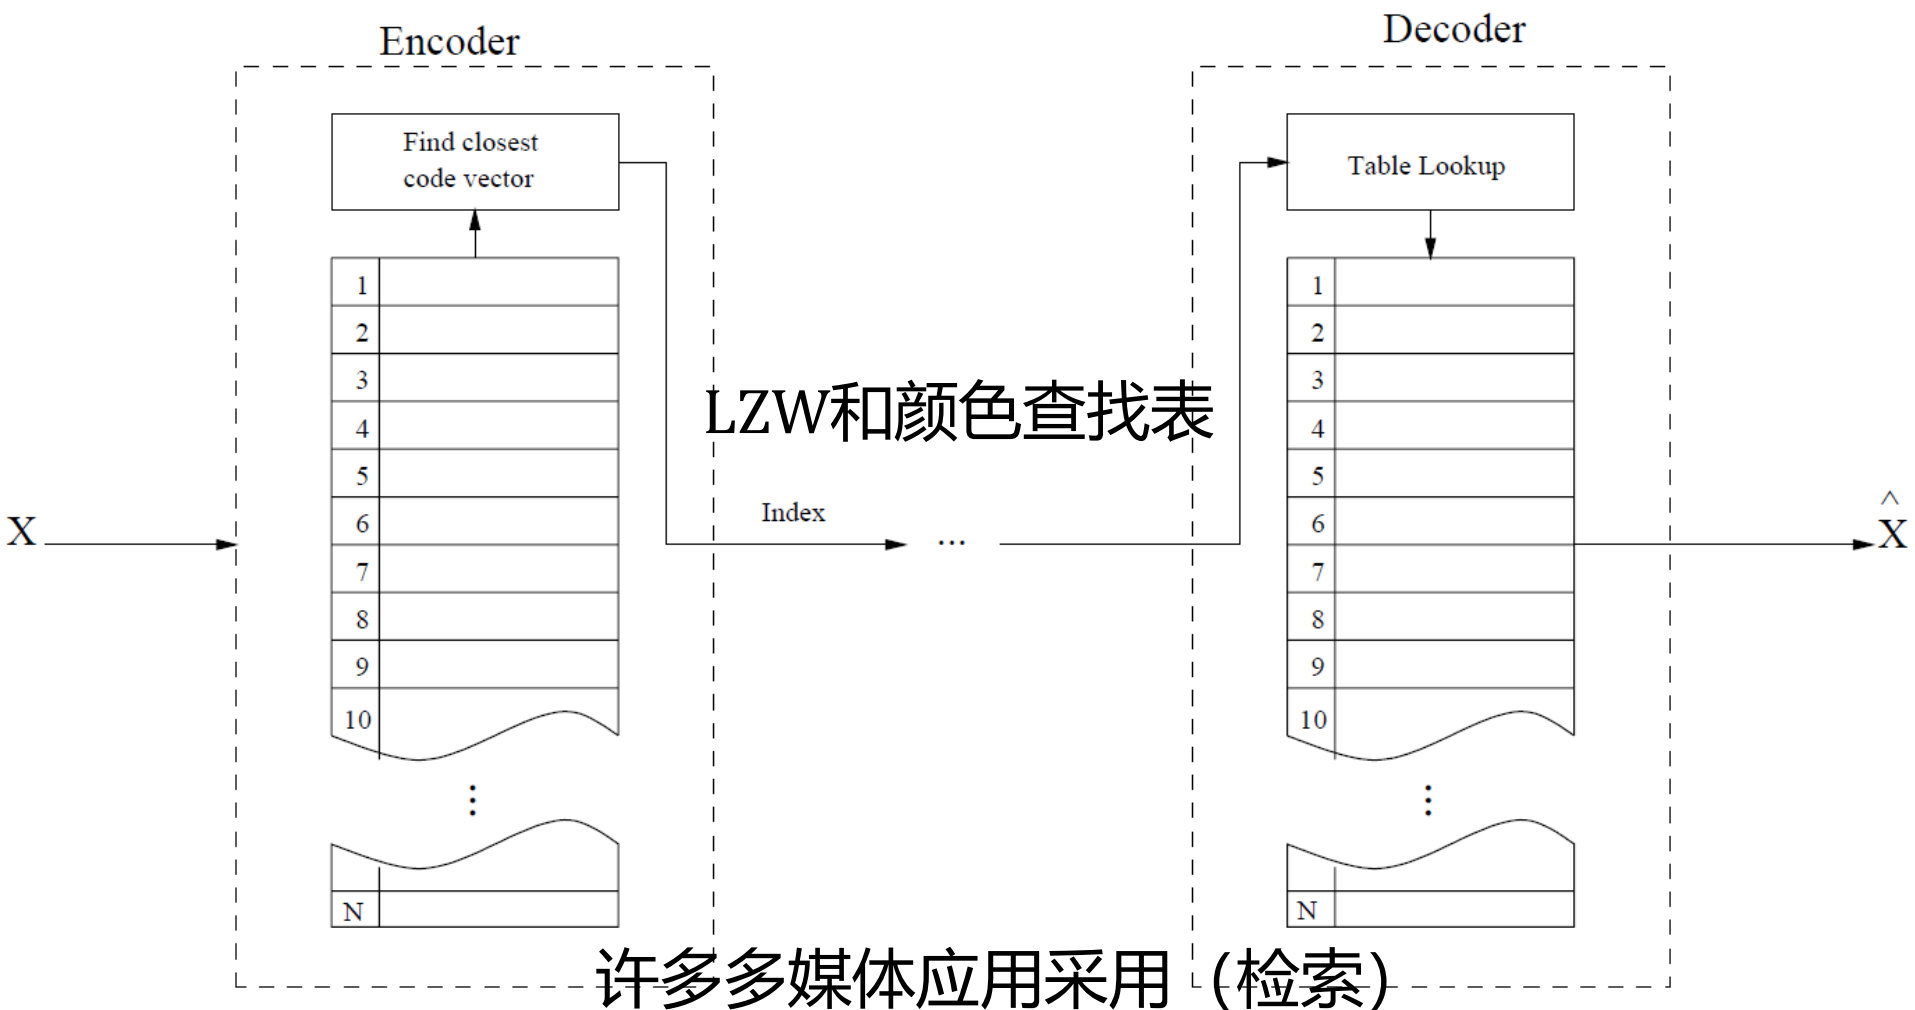 Encoder
Decoder
Find closest
code vector
Table Lookup
1
2
3
4
5
6
7
8
9
10
⋮
N
1
2
3
4
5
6
7
8
9
10
⋮
N
LZW和颜色查找表
Index
...
X
X̂
许多多媒体应用采用（检索）